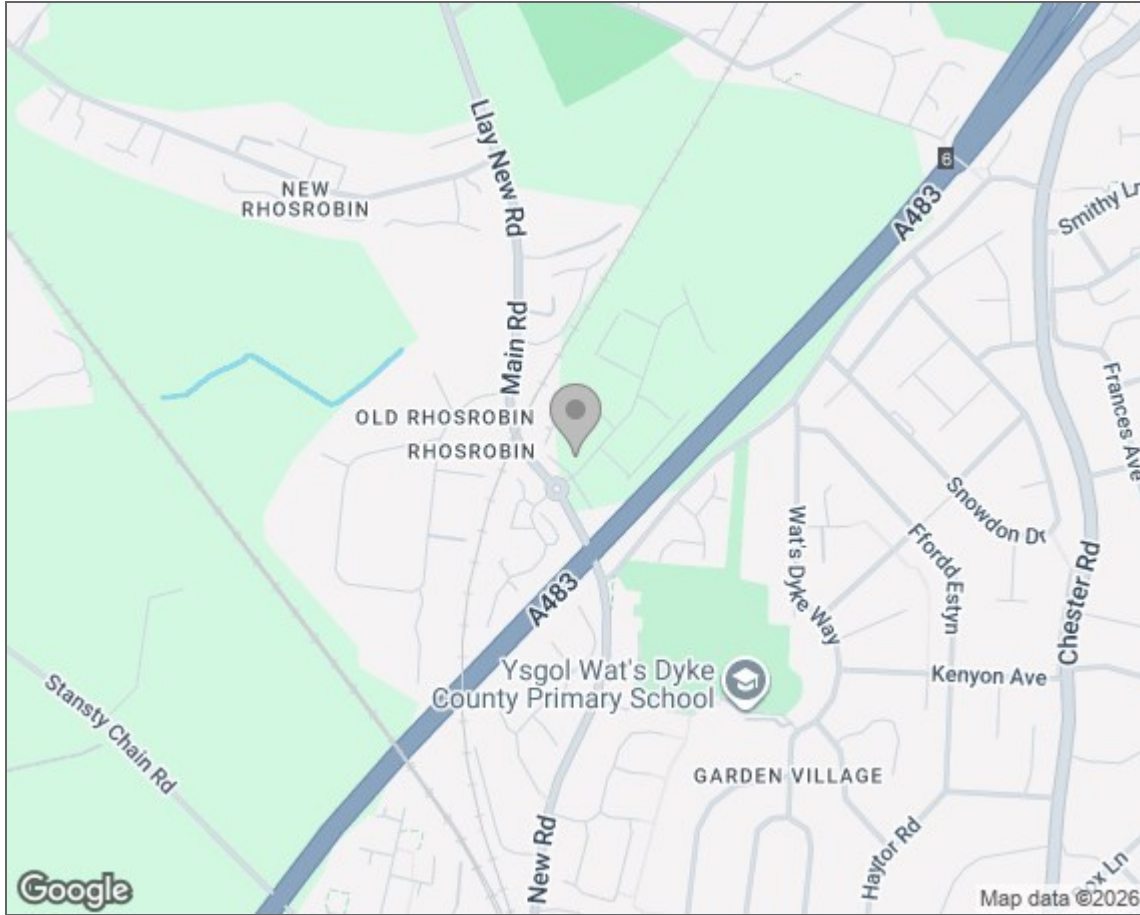 Llay New Rd
NEW
RHOSROBIN
6
A483
Smithy Ln
Main Rd
Frances Ave
OLD RHOSROBIN
RHOSROBIN
Snowdon Dr
Ffordd Estyn
Wat's Dyke Way
Chester Rd
A483
Ysgol Wat's Dyke
County Primary School
Kenyon Ave
Stansty Chain Rd
GARDEN VILLAGE
Haytor Rd
New Rd
Box Ln
Google
Map data ©2026